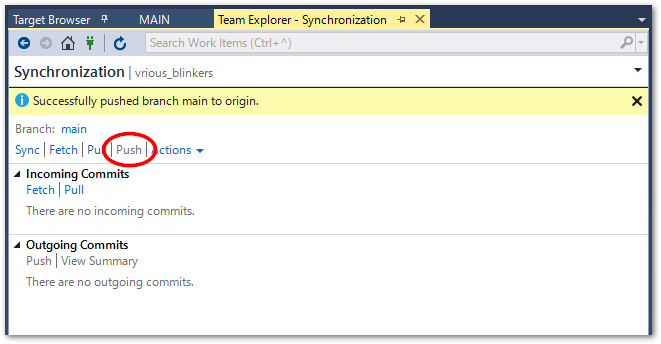 Target Browser MAIN Team Explorer - Synchronization
Search Work Items (Ctrl+^)
Synchronization | vrious_blinkers
Successfully pushed branch main to origin.
Branch: main
Sync | Fetch | Pull | Push | Actions
Incoming Commits
Fetch | Pull
There are no incoming commits.
Outgoing Commits
Push | View Summary
There are no outgoing commits.